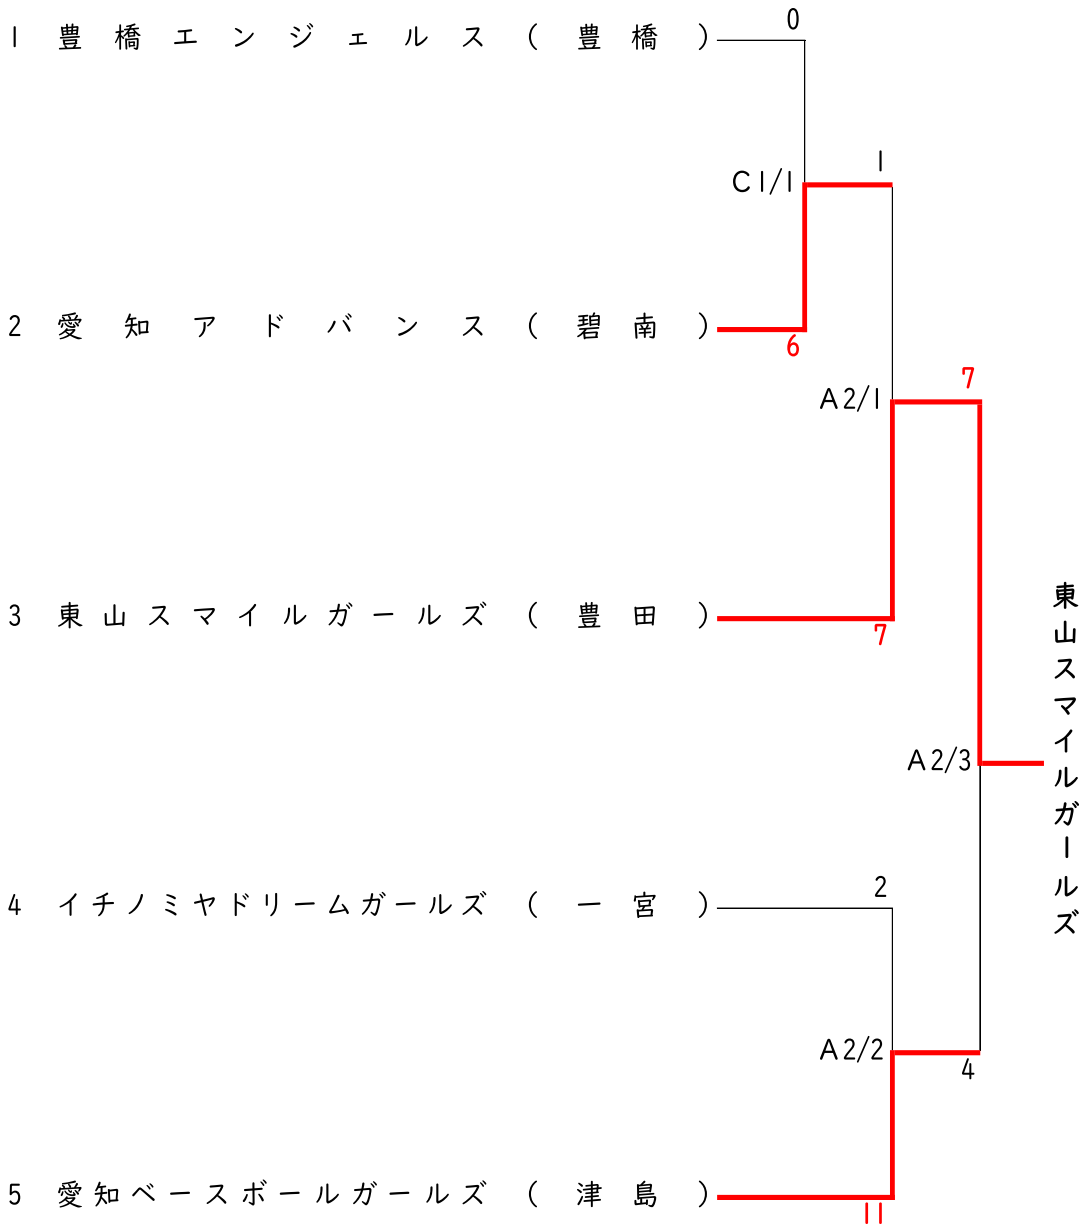 0
1 豊橋エンジェルス(豊橋)
1
C1/1
2 愛知アドバンス(碧南)
6
7
A2/1
3 東山スマイルガールズ(豊田)
7
東山スマイルガールズ
A2/3
2
4 イチノミヤドリームガールズ(一宮)
A2/2
4
5 愛知ベースボールガールズ(津島)
11